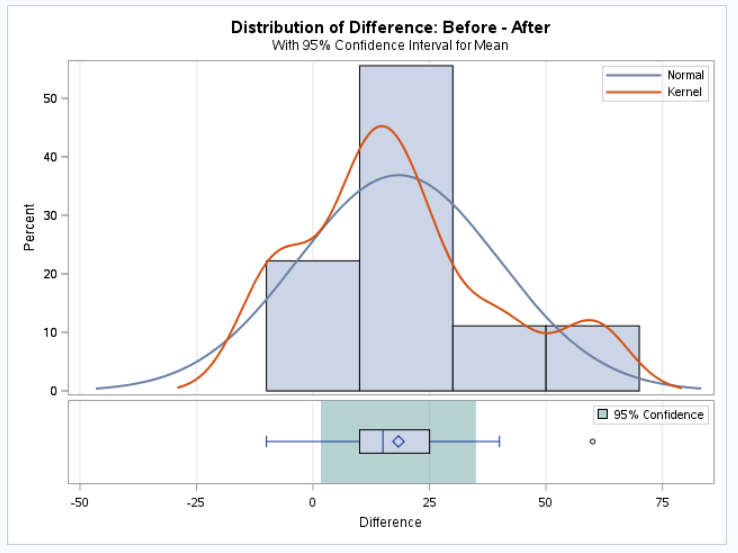 Distribution of Difference: Before - After
With 95% Confidence Interval for Mean
Normal
Kernel
Percent
50
40
30
20
10
0
95% Confidence
-50 -25 0 25 50 75
Difference